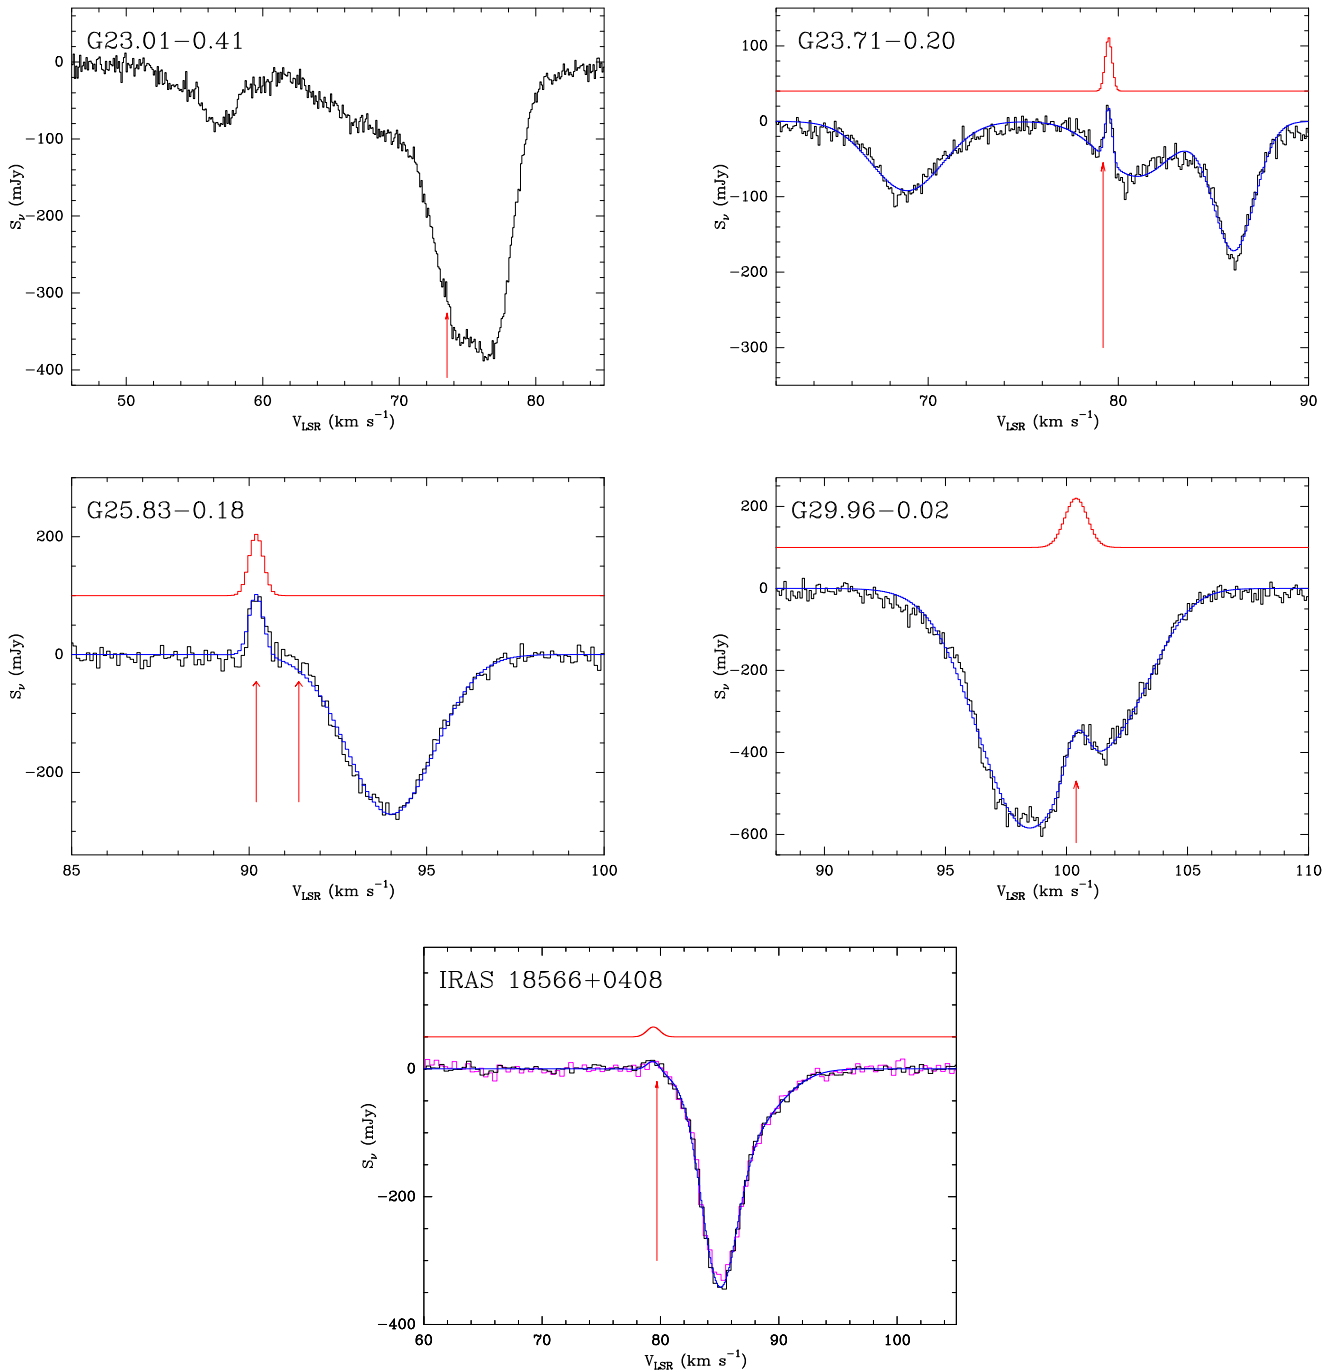 G23.01−0.41
0
−100
−200
−300
−400
S_ν (mJy)
50 60 70 80
V_LSR (km s^−1)
G23.71−0.20
100
0
−100
−200
−300
S_ν (mJy)
70 80 90
V_LSR (km s^−1)
G25.83−0.18
200
0
−200
S_ν (mJy)
85 90 95 100
V_LSR (km s^−1)
G29.96−0.02
200
0
−200
−400
−600
S_ν (mJy)
90 95 100 105 110
V_LSR (km s^−1)
IRAS 18566+0408
0
−200
−400
S_ν (mJy)
60 70 80 90 100
V_LSR (km s^−1)